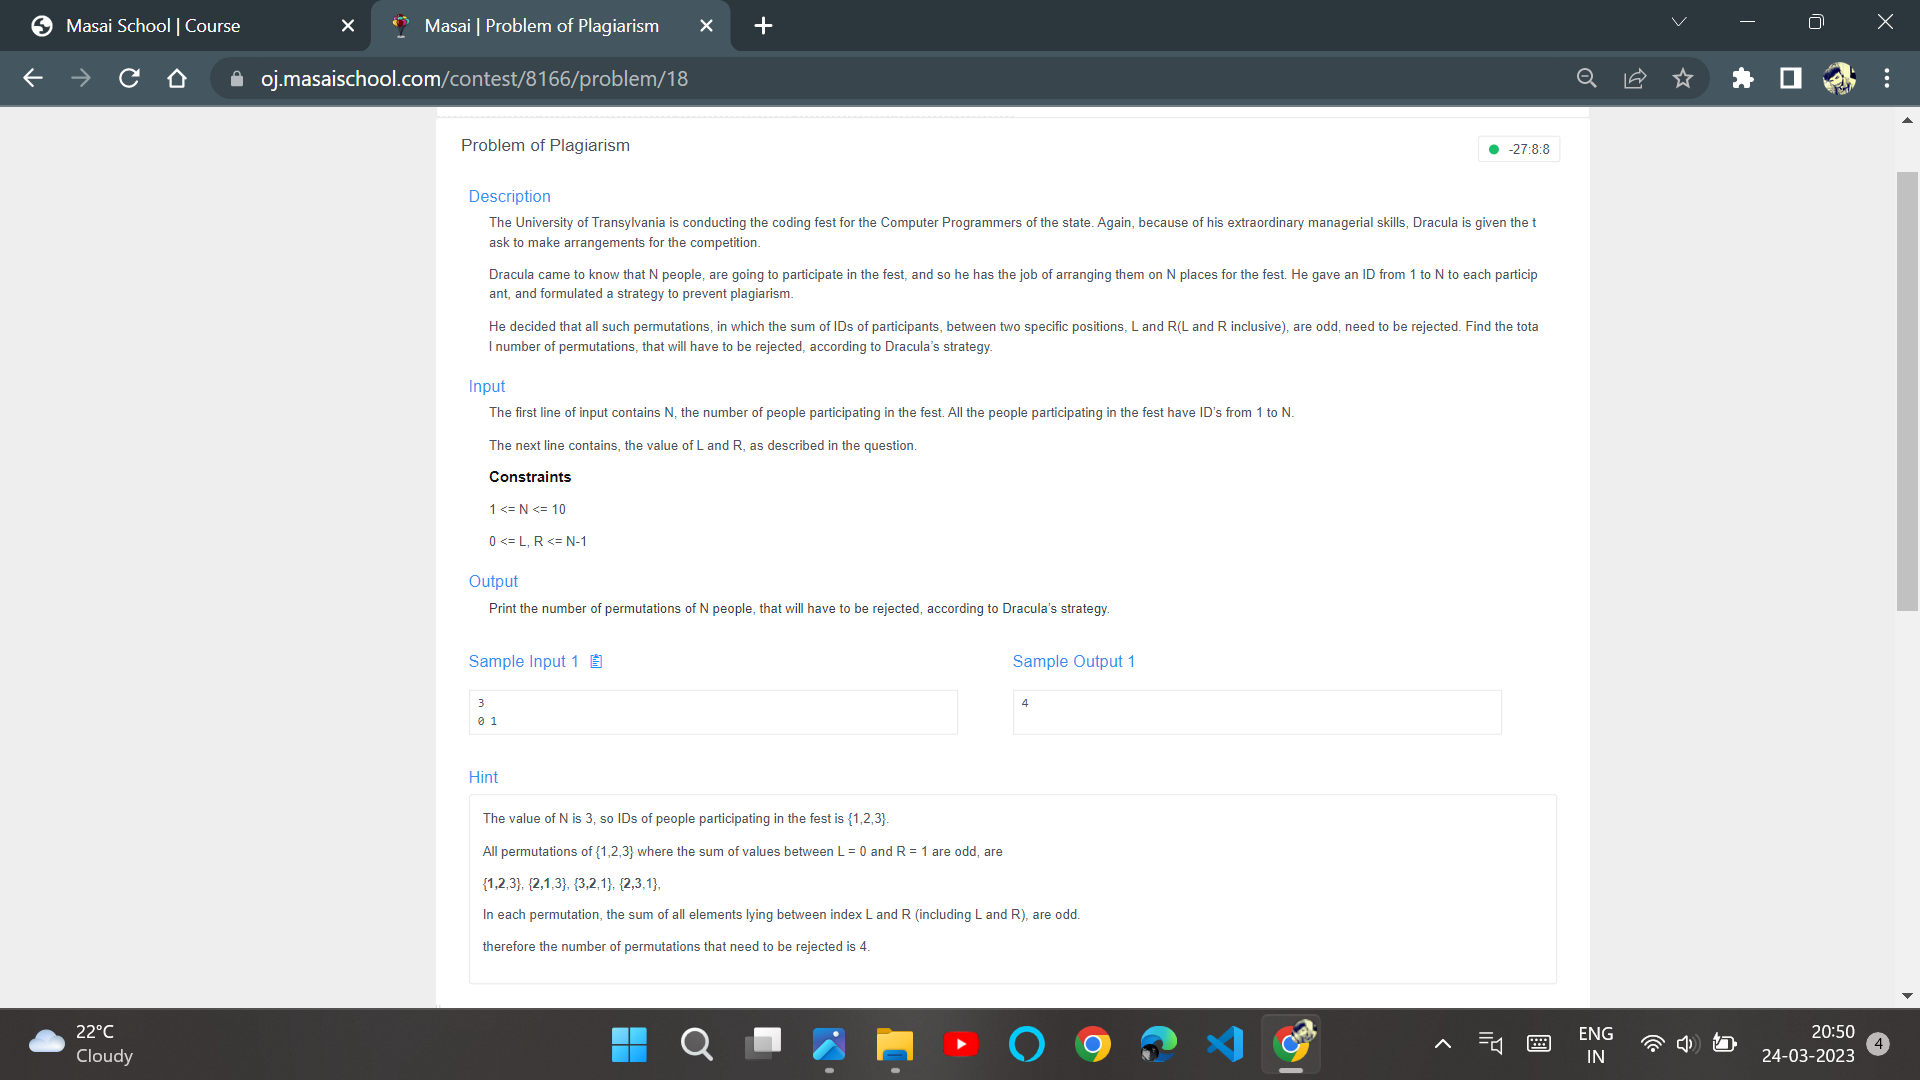 Masai School | Course
Masai | Problem of Plagiarism
oj.masaischool.com/contest/8166/problem/18
Problem of Plagiarism
-27:8:8
Description
The University of Transylvania is conducting the coding fest for the Computer Programmers of the state. Again, because of his extraordinary managerial skills, Dracula is given the t
ask to make arrangements for the competition.
Dracula came to know that N people, are going to participate in the fest, and so he has the job of arranging them on N places for the fest. He gave an ID from 1 to N to each particip
ant, and formulated a strategy to prevent plagiarism.
He decided that all such permutations, in which the sum of IDs of participants, between two specific positions, L and R(L and R inclusive), are odd, need to be rejected. Find the tota
l number of permutations, that will have to be rejected, according to Dracula's strategy.
Input
The first line of input contains N, the number of people participating in the fest. All the people participating in the fest have ID's from 1 to N.
The next line contains, the value of L and R, as described in the question.
Constraints
1 <= N <= 10
0 <= L, R <= N-1
Output
Print the number of permutations of N people, that will have to be rejected, according to Dracula's strategy.
Sample Input 1
Sample Output 1
3
0 1
4
Hint
The value of N is 3, so IDs of people participating in the fest is {1,2,3}.
All permutations of {1,2,3} where the sum of values between L = 0 and R = 1 are odd, are
{1,2,3}, {2,1,3}, {3,2,1}, {2,3,1},
In each permutation, the sum of all elements lying between index L and R (including L and R), are odd.
therefore the number of permutations that need to be rejected is 4.
22°C
Cloudy
ENG
IN
20:50
24-03-2023
4